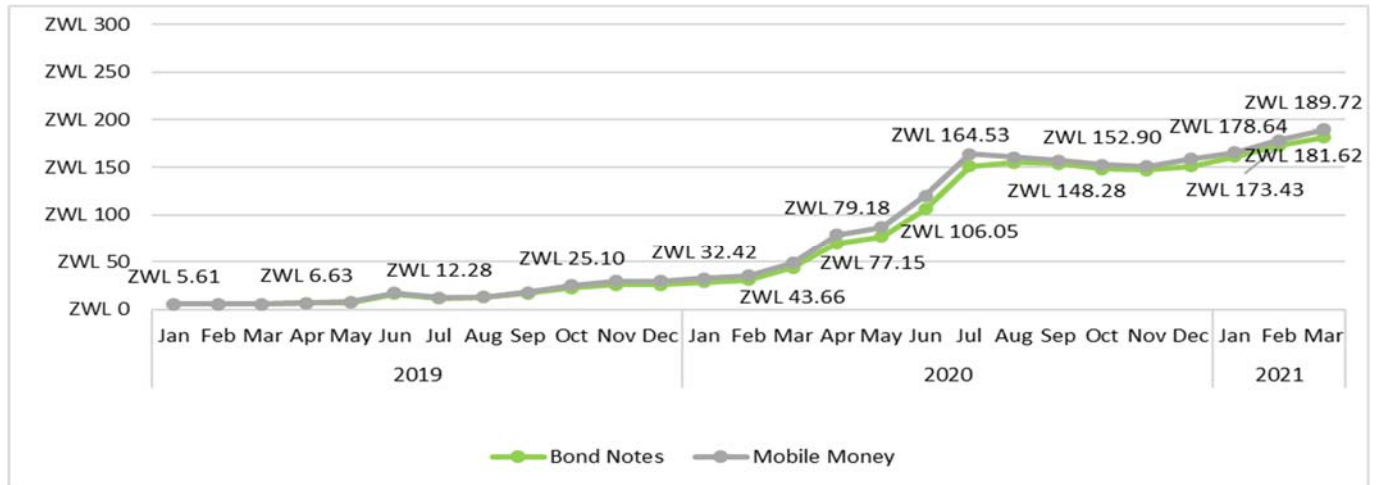 ZWL 300
ZWL 250
ZWL 200
ZWL 150
ZWL 100
ZWL 50
ZWL 0
ZWL 5.61
ZWL 6.63
ZWL 12.28
ZWL 25.10
ZWL 32.42
ZWL 43.66
ZWL 79.18
ZWL 77.15
ZWL 106.05
ZWL 164.53
ZWL 148.28
ZWL 152.90
ZWL 178.64
ZWL 173.43
ZWL 189.72
ZWL 181.62
Jan Feb Mar Apr May Jun Jul Aug Sep Oct Nov Dec Jan Feb Mar Apr May Jun Jul Aug Sep Oct Nov Dec Jan Feb Mar
2019 2020 2021
Bond Notes Mobile Money